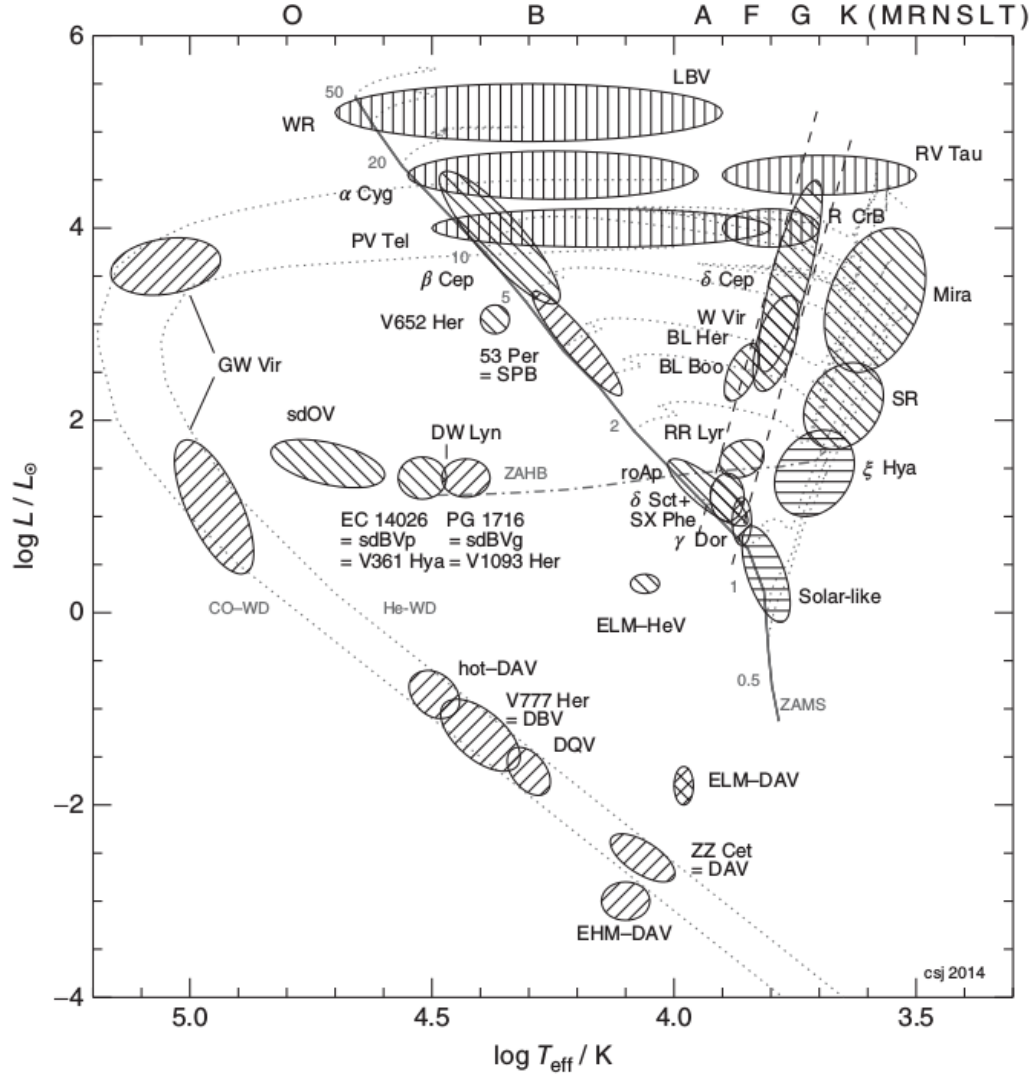 O B A F G K (M R N S L T)
6
LBV
50
WR
RV Tau
20
α Cyg
4
R CrB
PV Tel
10
β Cep
δ Cep
5
Mira
V652 Her
W Vir
BL Her
53 Per
= SPB
BL Boo
GW Vir
SR
2
sdOV
2
DW Lyn
RR Lyr
ZAHB
roAp
ξ Hya
δ Sct+
SX Phe
EC 14026
= sdBVp
= V361 Hya
PG 1716
= sdBVg
= V1093 Her
γ Dor
1
Solar-like
0
CO–WD
He-WD
ELM–HeV
hot–DAV
0.5
ZAMS
V777 Her
= DBV
DQV
ELM–DAV
−2
ZZ Cet
= DAV
EHM–DAV
csj 2014
−4
5.0 4.5 4.0 3.5
log T eff / K
log L / L⊙